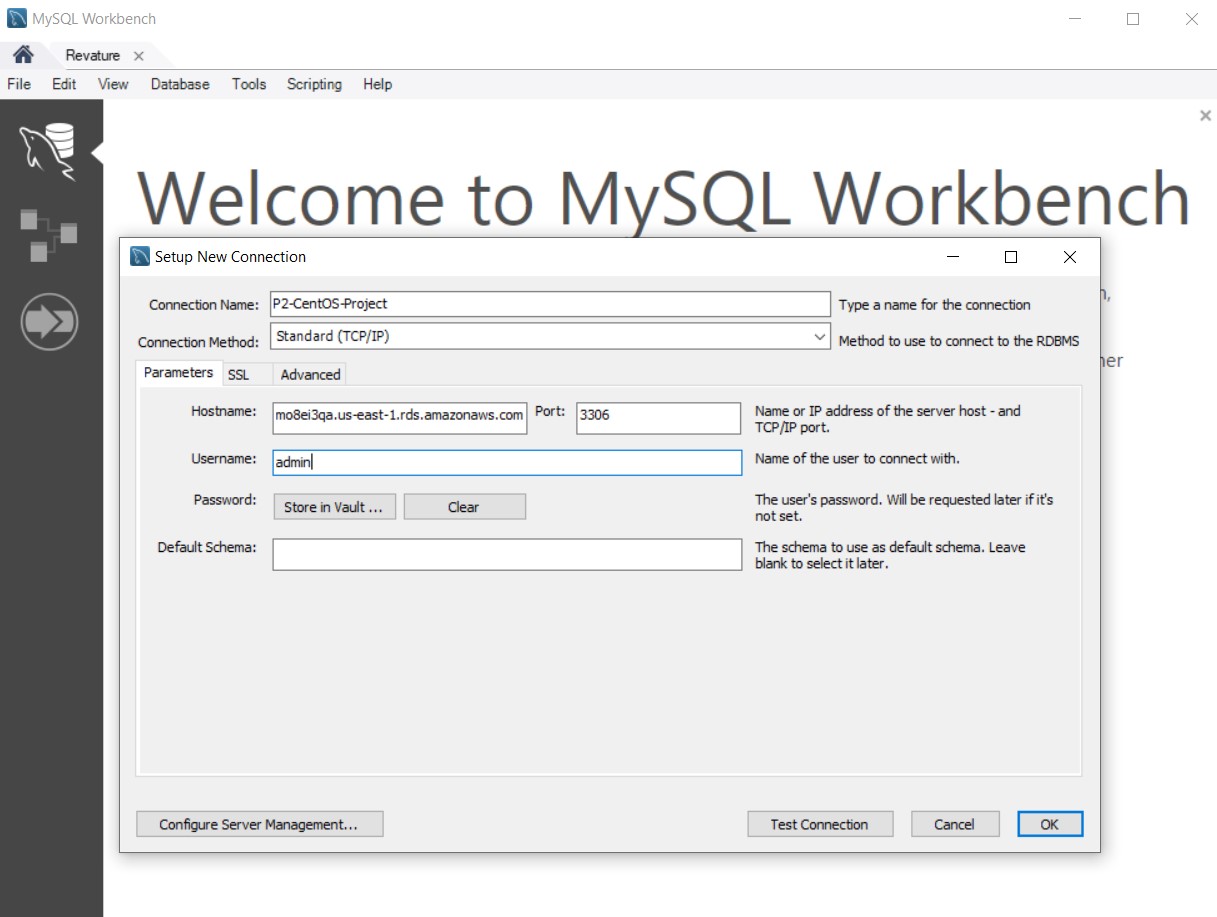 MySQL Workbench
Revature
File Edit View Database Tools Scripting Help
Welcome to MySQL Workbench
Setup New Connection
Connection Name: P2-CentOS-Project Type a name for the connection
Connection Method: Standard (TCP/IP) Method to use to connect to the RDBMS
Parameters SSL Advanced
Hostname: mo8ei3qa.us-east-1.rds.amazonaws.com Port: 3306 Name or IP address of the server host - and
TCP/IP port.
Username: admin Name of the user to connect with.
Password: Store in Vault ... Clear The user's password. Will be requested later if it's
not set.
Default Schema: The schema to use as default schema. Leave
blank to select it later.
Configure Server Management... Test Connection Cancel OK